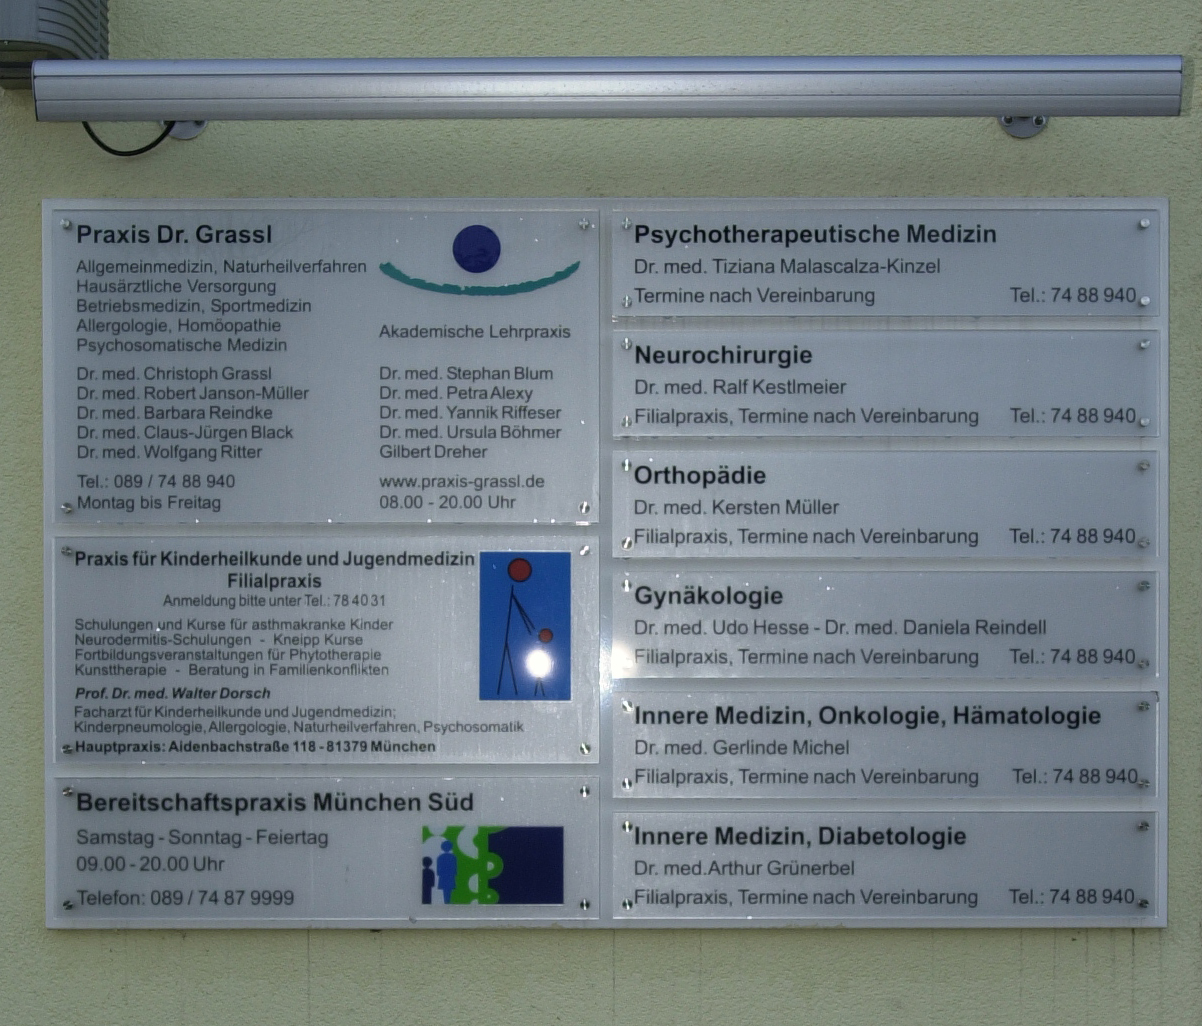 Praxis Dr. Grassl
Allgemeinmedizin, Naturheilverfahren
Hausärztliche Versorgung
Betriebsmedizin, Sportmedizin
Allergologie, Homöopathie
Psychosomatische Medizin
Akademische Lehrpraxis
Dr. med. Christoph Grassl
Dr. med. Robert Janson-Müller
Dr. med. Barbara Reindke
Dr. med. Claus-Jürgen Black
Dr. med. Wolfgang Ritter
Dr. med. Stephan Blum
Dr. med. Petra Alexy
Dr. med. Yannik Riffeser
Dr. med. Ursula Böhmer
Gilbert Dreher
Tel.: 089 / 74 88 940
Montag bis Freitag
www.praxis-grassl.de
08.00 - 20.00 Uhr
Praxis für Kinderheilkunde und Jugendmedizin
Filialpraxis
Anmeldung bitte unter Tel.: 78 40 31
Schulungen und Kurse für asthmakranke Kinder
Neurodermitis-Schulungen - Kneipp Kurse
Fortbildungsveranstaltungen für Phytotherapie
Kunsttherapie - Beratung in Familienkonflikten
Prof. Dr. med. Walter Dorsch
Facharzt für Kinderheilkunde und Jugendmedizin;
Kinderpneumologie, Allergologie, Naturheilverfahren, Psychosomatik
Hauptpraxis: Aidenbachstraße 118 - 81379 München
Bereitschaftspraxis München Süd
Samstag - Sonntag - Feiertag
09.00 - 20.00 Uhr
Telefon: 089 / 74 87 9999
Psychotherapeutische Medizin
Dr. med. Tiziana Malascalza-Kinzel
Termine nach Vereinbarung Tel.: 74 88 940
Neurochirurgie
Dr. med. Ralf Kestlmeier
Filialpraxis, Termine nach Vereinbarung Tel.: 74 88 940
Orthopädie
Dr. med. Kersten Müller
Filialpraxis, Termine nach Vereinbarung Tel.: 74 88 940
Gynäkologie
Dr. med. Udo Hesse - Dr. med. Daniela Reindell
Filialpraxis, Termine nach Vereinbarung Tel.: 74 88 940
Innere Medizin, Onkologie, Hämatologie
Dr. med. Gerlinde Michel
Filialpraxis, Termine nach Vereinbarung Tel.: 74 88 940
Innere Medizin, Diabetologie
Dr. med.Arthur Grünerbel
Filialpraxis, Termine nach Vereinbarung Tel.: 74 88 940